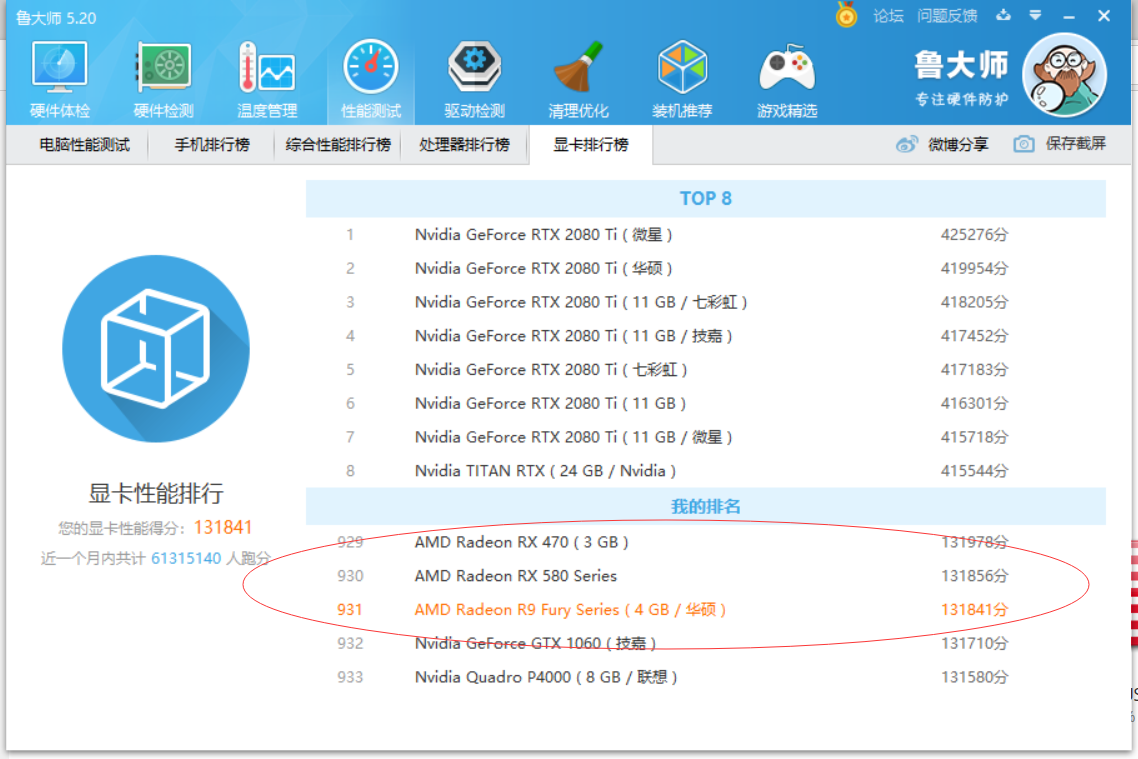 鲁大师 5.20
论坛 问题反馈
硬件体检 硬件检测 温度管理 性能测试 驱动检测 清理优化 装机推荐 游戏精选
鲁大师
专注硬件防护
电脑性能测试 手机排行榜 综合性能排行榜 处理器排行榜 显卡排行榜 微博分享 保存截屏
TOP 8
1 Nvidia GeForce RTX 2080 Ti ( 微星 ) 425276分
2 Nvidia GeForce RTX 2080 Ti ( 华硕 ) 419954分
3 Nvidia GeForce RTX 2080 Ti ( 11 GB / 七彩虹 ) 418205分
4 Nvidia GeForce RTX 2080 Ti ( 11 GB / 技嘉 ) 417452分
5 Nvidia GeForce RTX 2080 Ti ( 七彩虹 ) 417183分
6 Nvidia GeForce RTX 2080 Ti ( 11 GB ) 416301分
7 Nvidia GeForce RTX 2080 Ti ( 11 GB / 微星 ) 415718分
8 Nvidia TITAN RTX ( 24 GB / Nvidia ) 415544分
显卡性能排行
您的显卡性能得分: 131841
近一个月内共计 61315140 人跑分
我的排名
929 AMD Radeon RX 470 ( 3 GB ) 131978分
930 AMD Radeon RX 580 Series 131856分
931 AMD Radeon R9 Fury Series ( 4 GB / 华硕 ) 131841分
932 Nvidia GeForce GTX 1060 ( 技嘉 ) 131710分
933 Nvidia Quadro P4000 ( 8 GB / 联想 ) 131580分